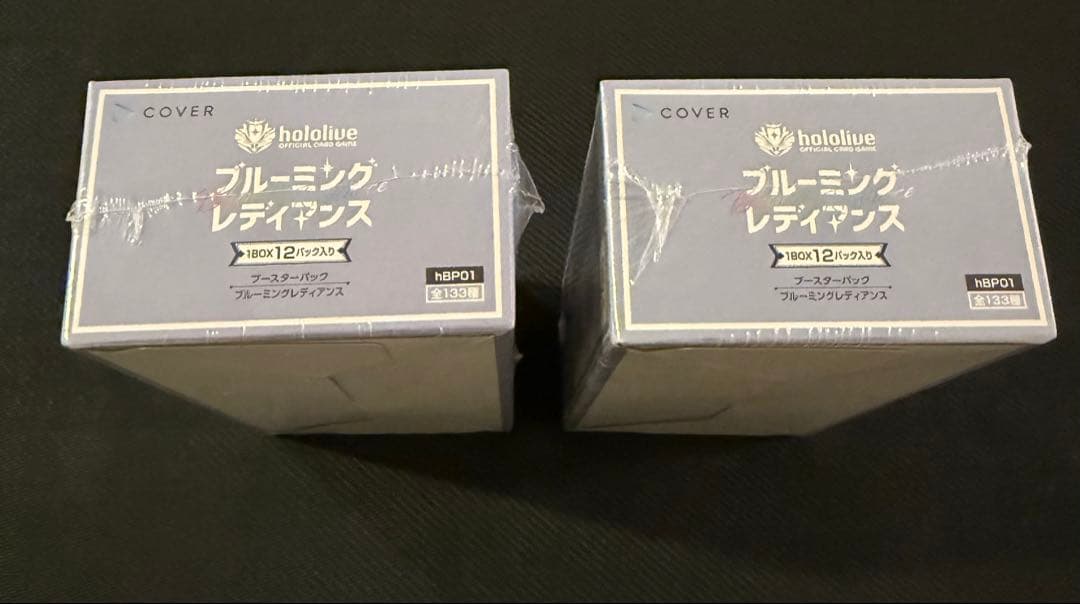 COVER
hololive
OFFICIAL CARD GAME
ブルーミング
レディアンス
1BOX12パック入り
ブースターパック
ブルーミングレディアンス
hBP01
全133種
COVER
hololive
OFFICIAL CARD GAME
ブルーミング
レディアンス
1BOX12パック入り
ブースターパック
ブルーミングレディアンス
hBP01
全133種